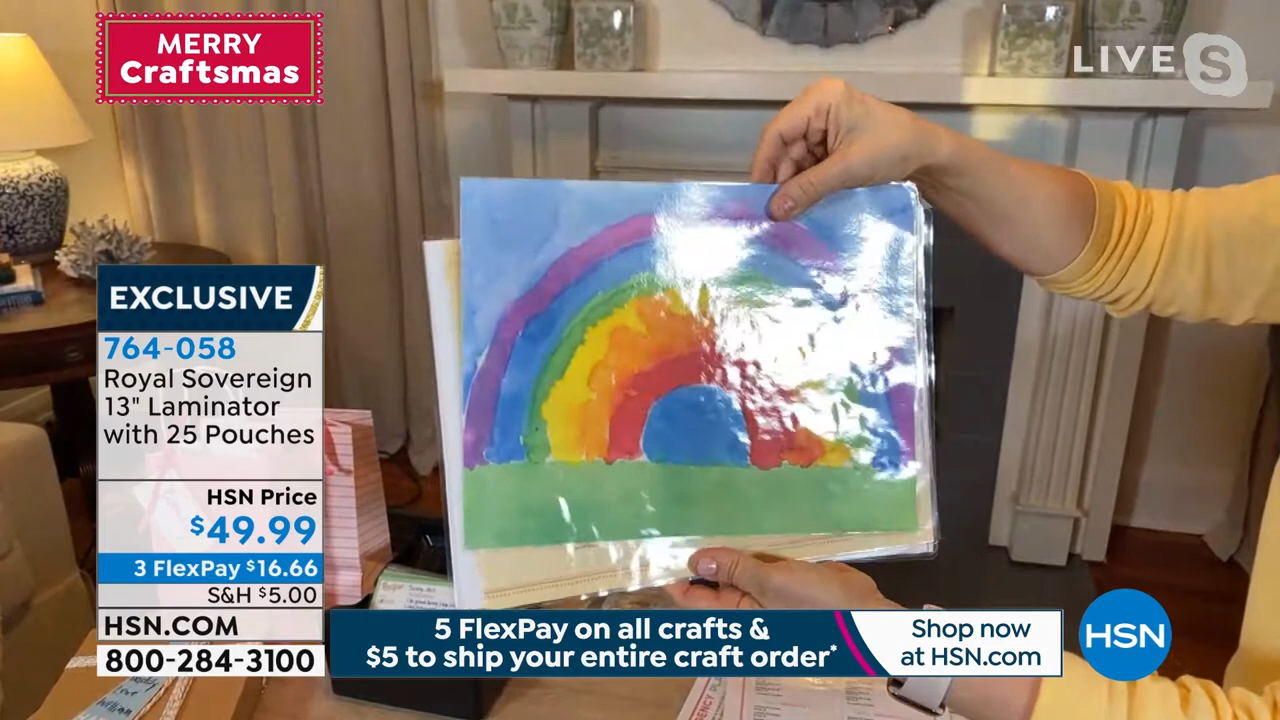 MERRY
Craftsmas
LIVE S
EXCLUSIVE
764-058
Royal Sovereign
13" Laminator
with 25 Pouches
HSN Price
$49.99
3 FlexPay $16.66
S&H $5.00
HSN.COM
800-284-3100
5 FlexPay on all crafts &
$5 to ship your entire craft order*
Shop now
at HSN.com
HSN